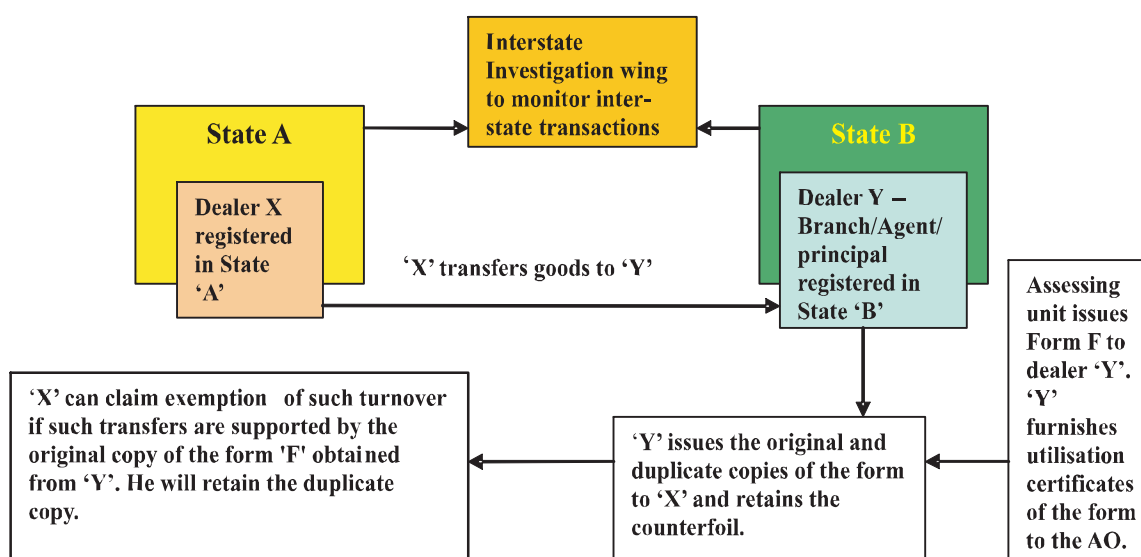 Interstate
Investigation wing
to monitor inter-
state transactions
State A
State B
Dealer X
registered
in State
‘A’
‘X’ transfers goods to ‘Y’
Dealer Y –
Branch/Agent/
principal
registered in
State ‘B’
Assessing
unit issues
Form F to
dealer ‘Y’.
‘Y’
furnishes
utilisation
certificates
of the form
to the AO.
‘X’ can claim exemption of such turnover
if such transfers are supported by the
original copy of the form 'F' obtained
from ‘Y’. He will retain the duplicate
copy.
‘Y’ issues the original and
duplicate copies of the form
to ‘X’ and retains the
counterfoil.